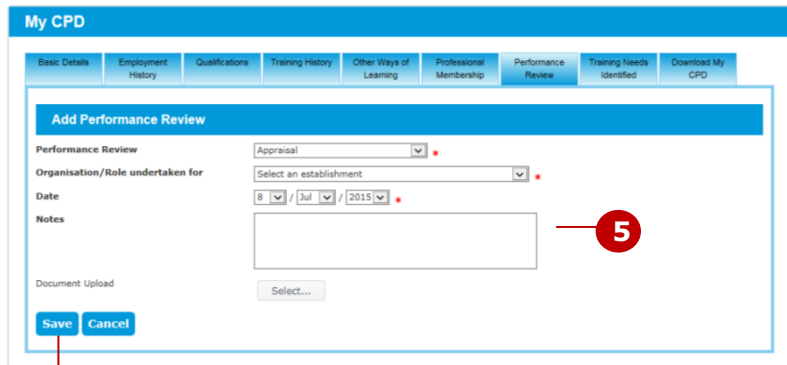 My CPD
Basic Details Employment History Qualifications Training History Other Ways of Learning Professional Membership Performance Review Training Needs Identified Download My CPD
Add Performance Review
Performance Review Appraisal *
Organisation/Role undertaken for Select an establishment *
Date 8 / Jul / 2015 *
Notes
5
Document Upload Select...
Save Cancel